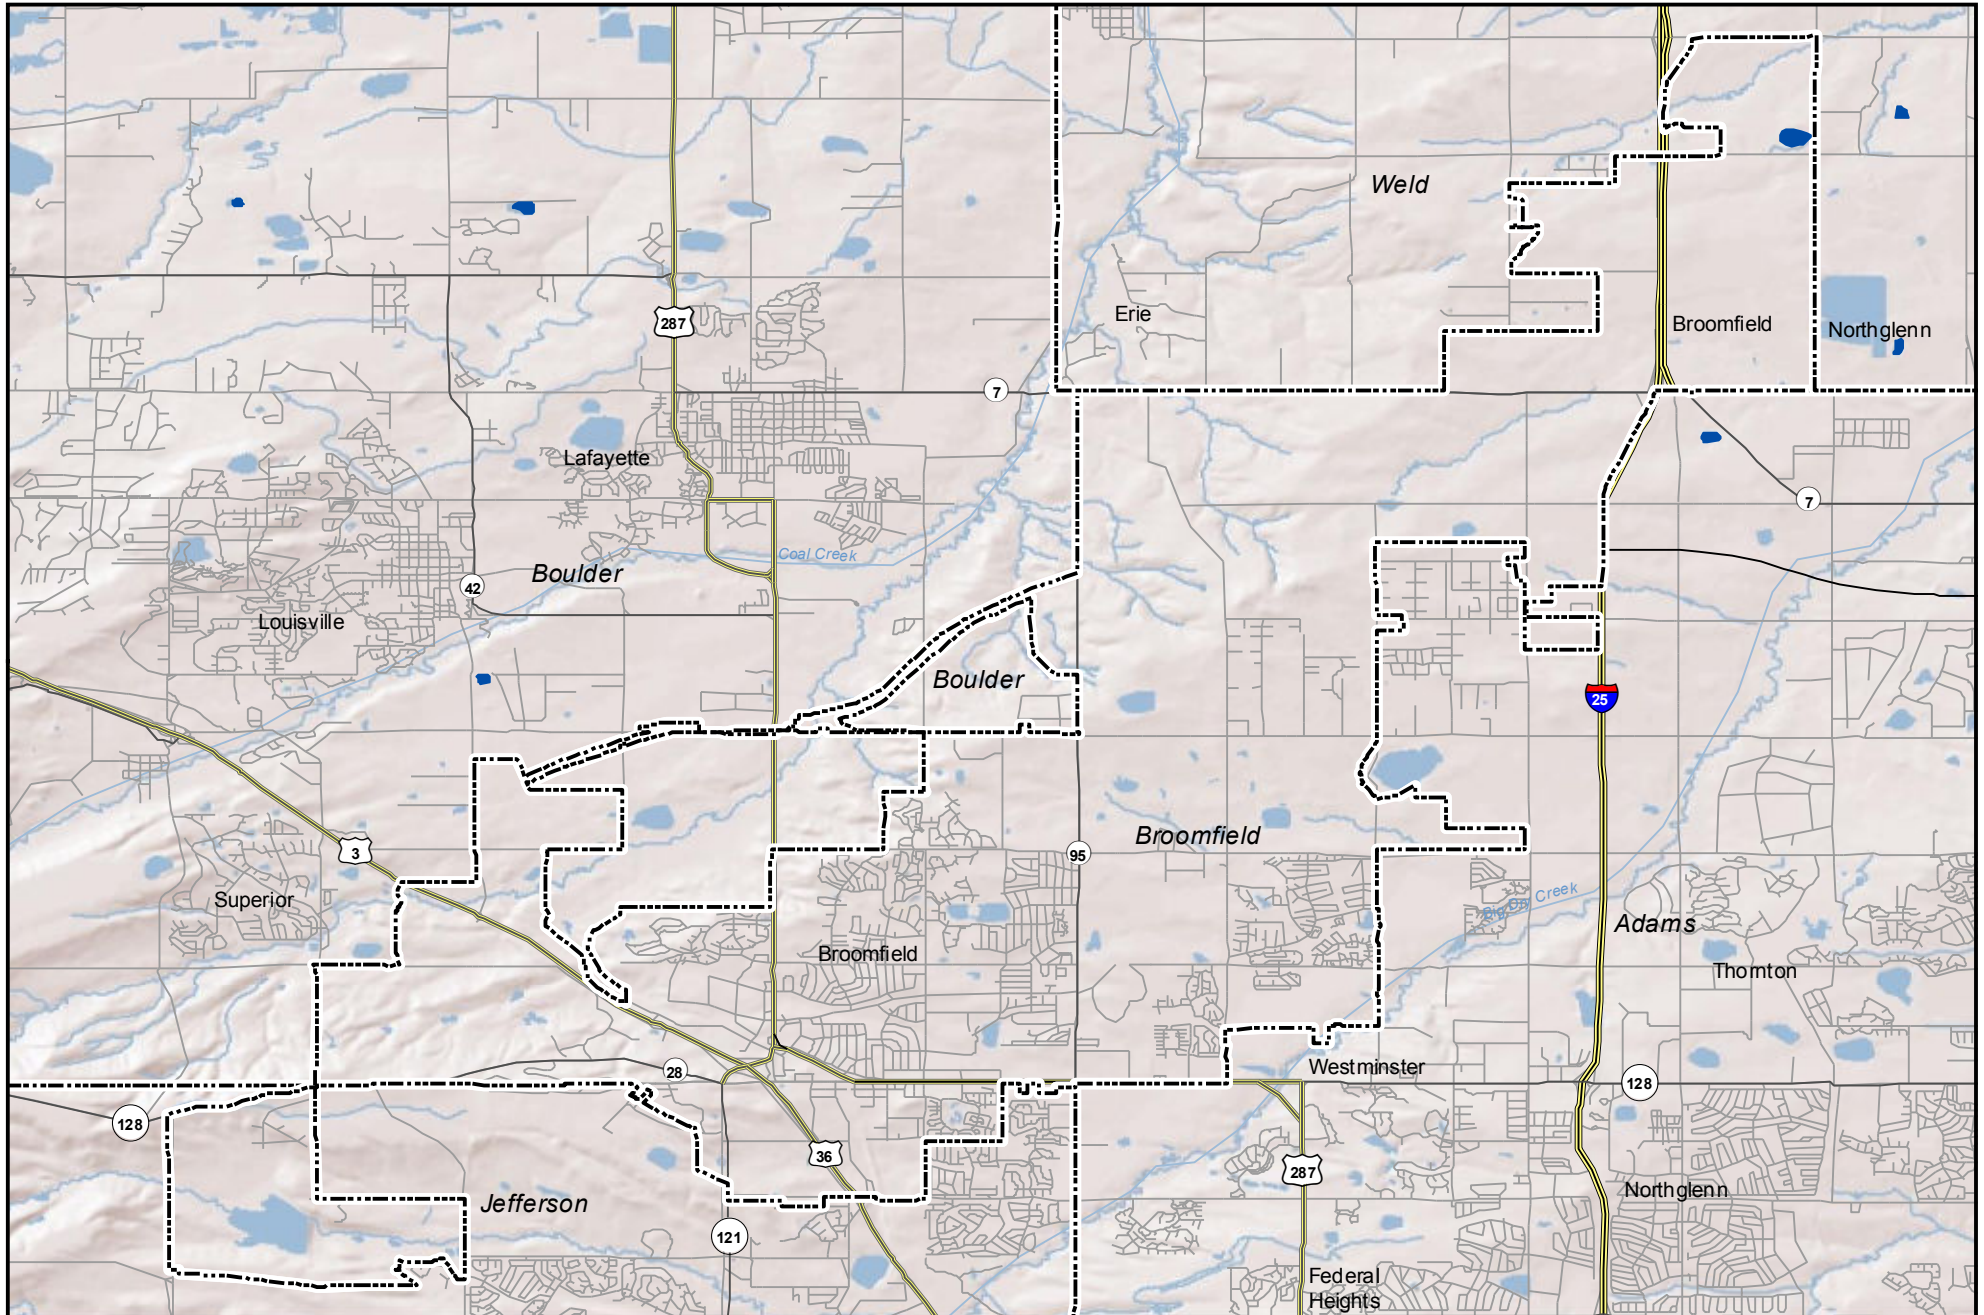 Weld
Erie
287
Broomfield
Northglenn
7
Lafayette
7
Coal Creek
Boulder
42
Louisville
Boulder
25
Broomfield
3
95
Superior
Big Dry Creek
Adams
Broomfield
Thornton
Westminster
28
128
128
36
287
Jefferson
Northglenn
121
Federal
Heights